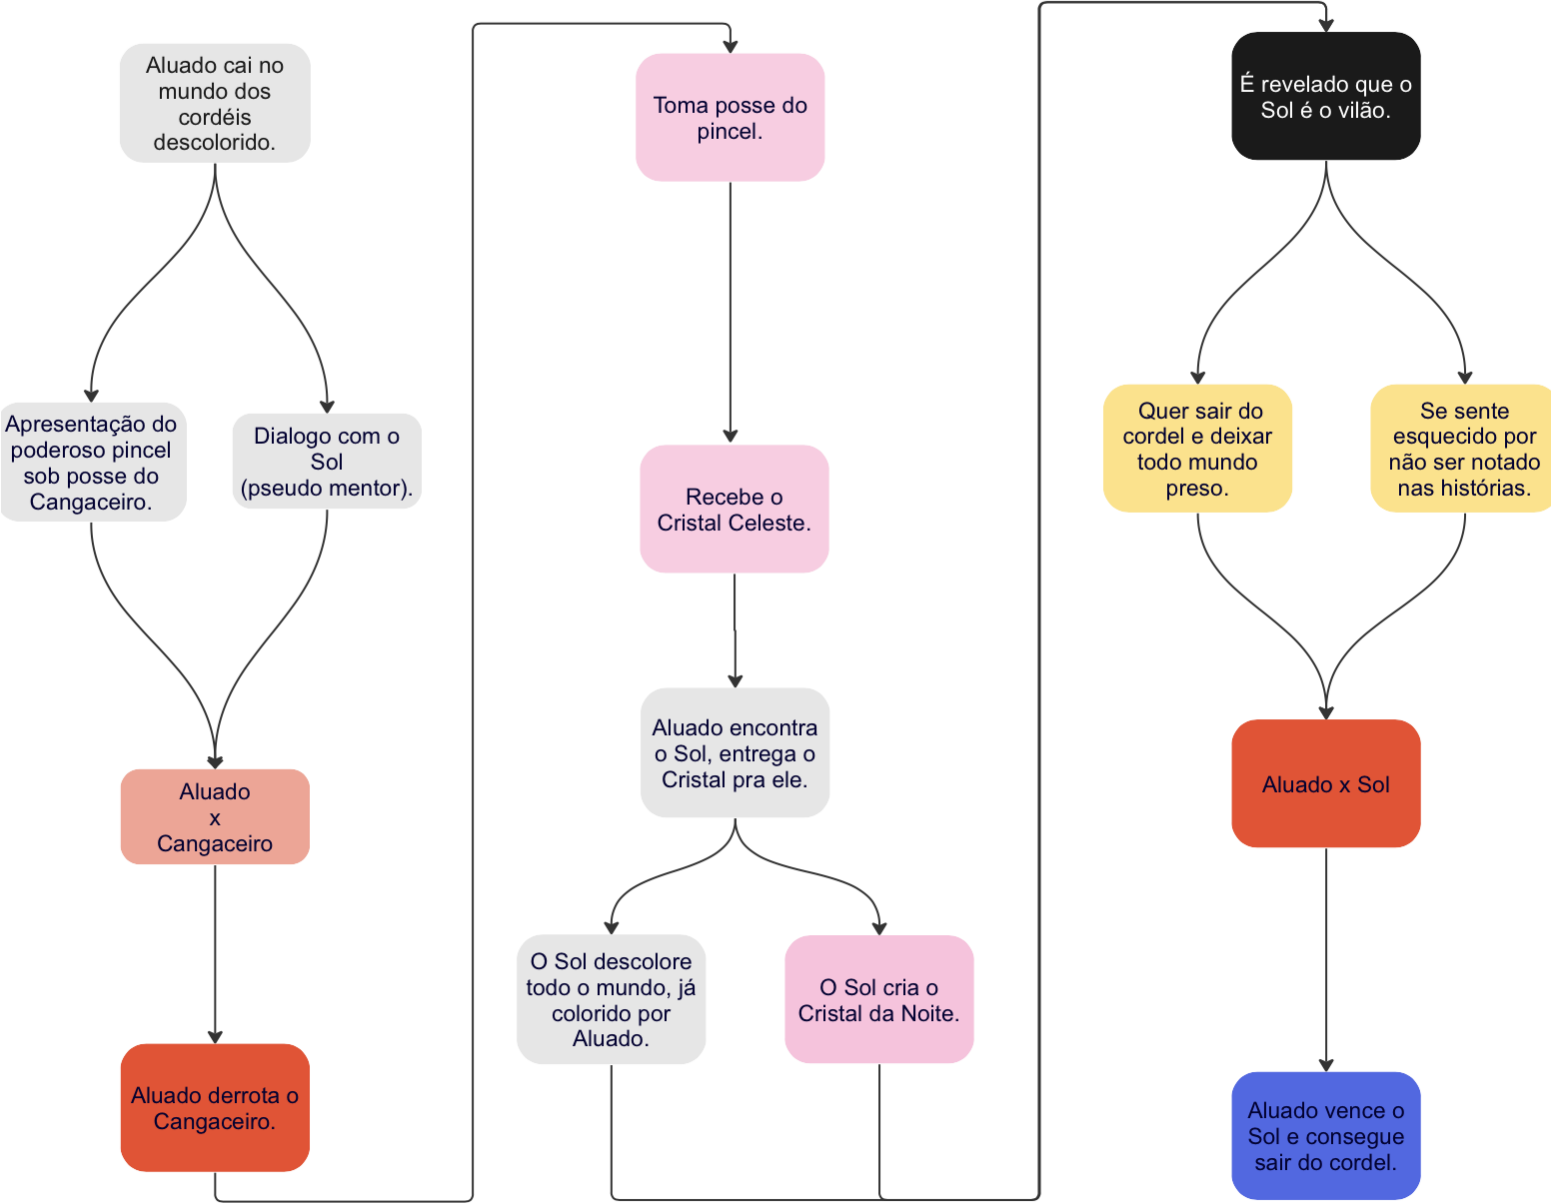 Aluado cai no
mundo dos
cordéis
descolorido.
Apresentação do
poderoso pincel
sob posse do
Cangaceiro.
Dialogo com o
Sol
(pseudo mentor).
Aluado
x
Cangaceiro
Aluado derrota o
Cangaceiro.
Toma posse do
pincel.
Recebe o
Cristal Celeste.
Aluado encontra
o Sol, entrega o
Cristal pra ele.
O Sol descolore
todo o mundo, já
colorido por
Aluado.
O Sol cria o
Cristal da Noite.
É revelado que o
Sol é o vilão.
Quer sair do
cordel e deixar
todo mundo
preso.
Se sente
esquecido por
não ser notado
nas histórias.
Aluado x Sol
Aluado vence o
Sol e consegue
sair do cordel.